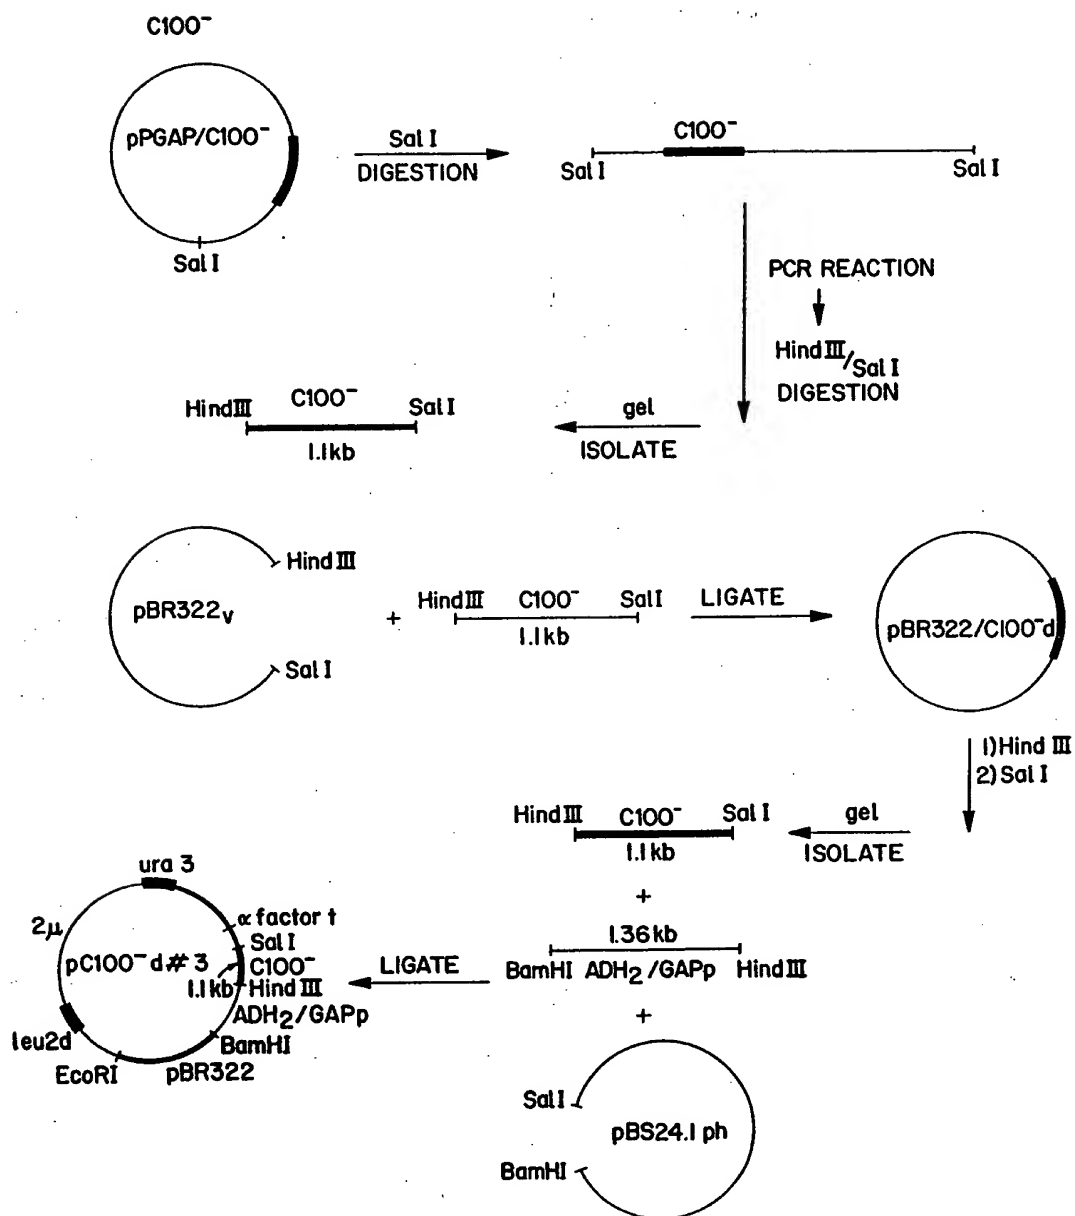 C100⁻
pPGAP/C100⁻
Sal I
Sal I
DIGESTION
C100⁻
Sal I
Sal I
PCR REACTION
Hind III/Sal I
DIGESTION
gel
ISOLATE
Hind III
C100⁻
Sal I
1.1kb
pBR322v
Hind III
Sal I
+
Hind III
C100⁻
Sal I
1.1kb
LIGATE
pBR322/C100⁻d
1) Hind III
2) Sal I
gel
ISOLATE
Hind III
C100⁻
Sal I
1.1kb
+
1.36kb
BamHI ADH2/GAPp Hind III
+
Sal I
BamHI
pBS24.1 ph
LIGATE
ura 3
2μ
α factor t
Sal I
pC100⁻d#3
C100⁻
1.1kb
Hind III
ADH2/GAPp
leu2d
BamHI
EcoRI
pBR322